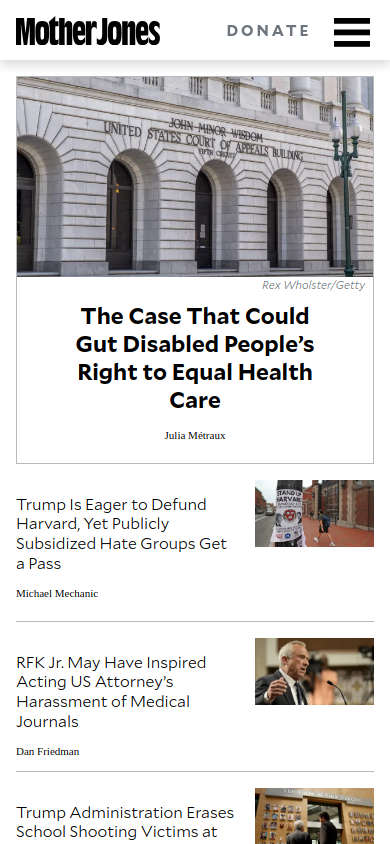 Mother Jones
DONATE
JOHN MINOR WISDOM
UNITED STATES COURT OF APPEALS BUILDING
FIFTH CIRCUIT
Rex Wholster/Getty
The Case That Could
Gut Disabled People’s
Right to Equal Health
Care
Julia Métraux
Trump Is Eager to Defund
Harvard, Yet Publicly
Subsidized Hate Groups Get
a Pass
Michael Mechanic
STAND UP
HARVARD
RFK Jr. May Have Inspired
Acting US Attorney’s
Harassment of Medical
Journals
Dan Friedman
Trump Administration Erases
School Shooting Victims at